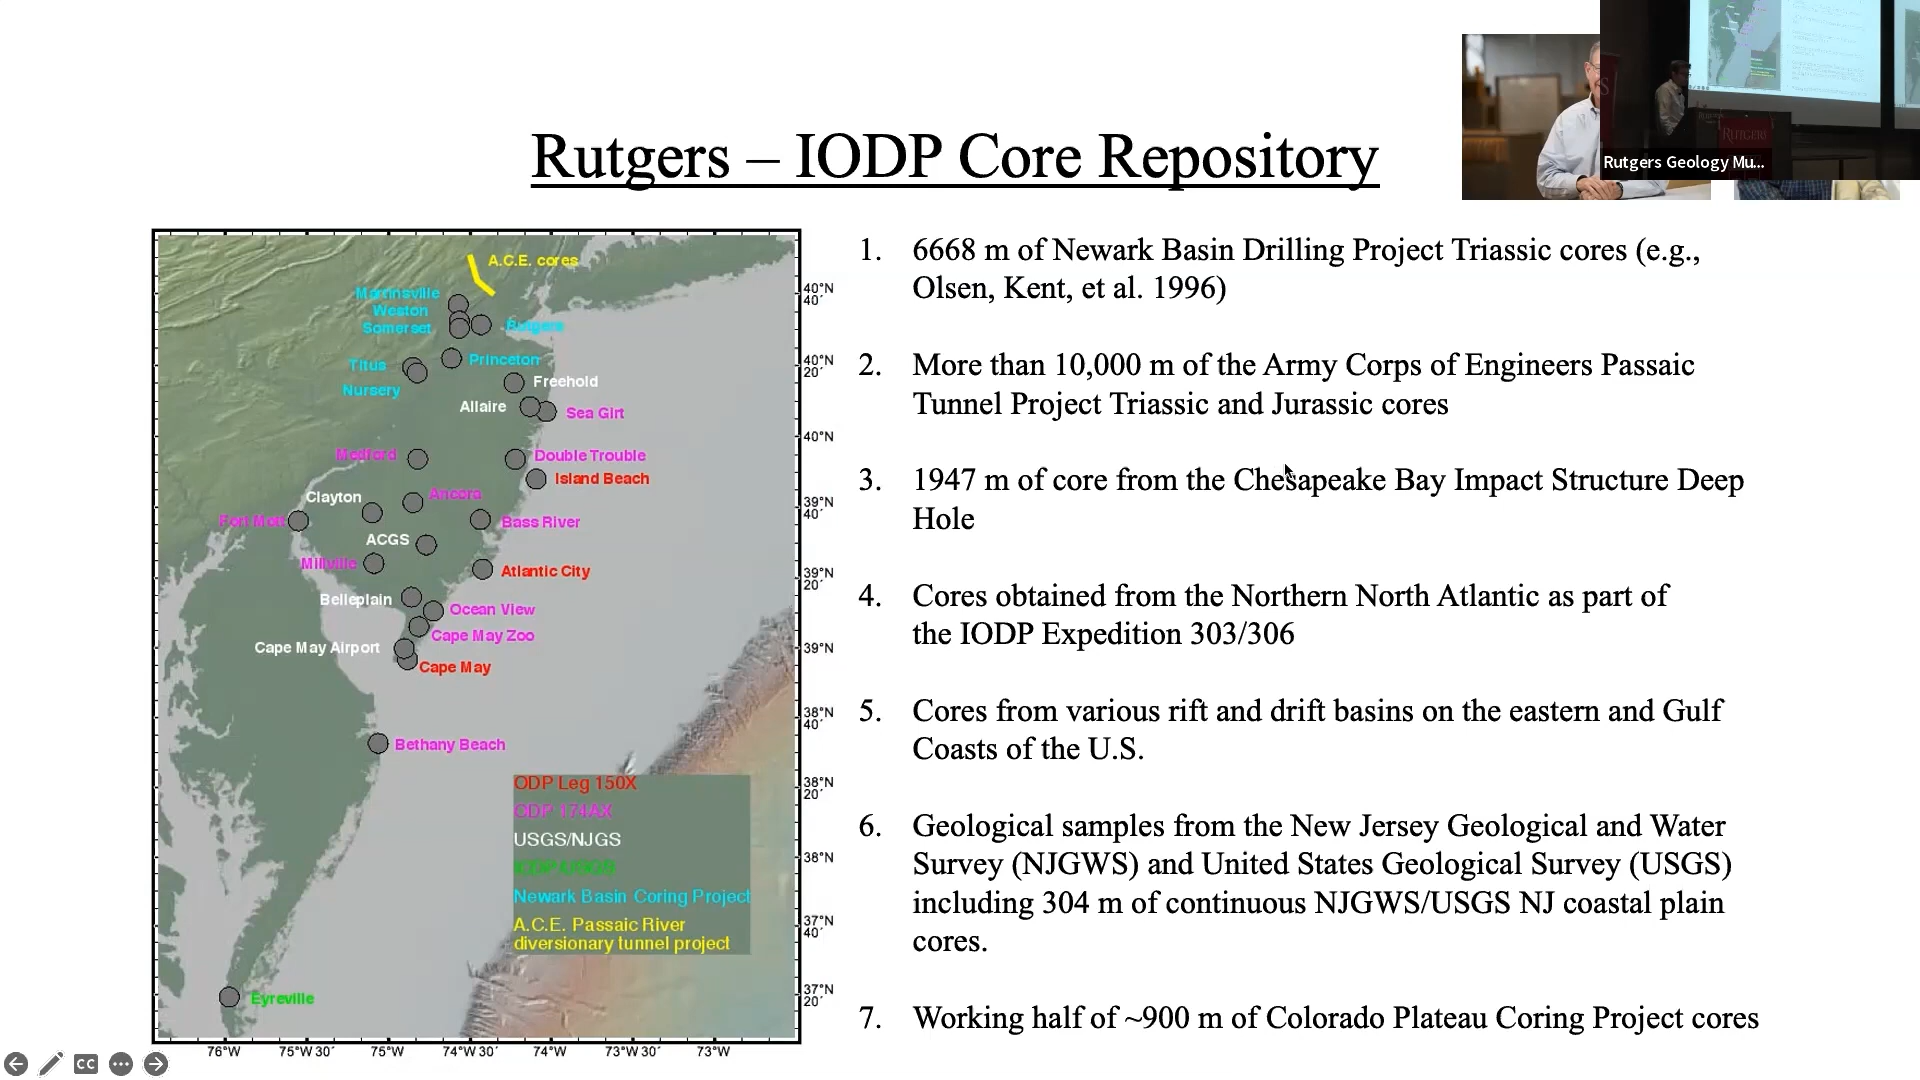 Rutgers – IODP Core Repository
Rutgers Geology Mu...
RUTGERS
A.C.E. cores
Martinsville
Weston
Somerset
Rutgers
Titus
Princeton
Nursery
Freehold
Allaire
Sea Girt
Medford
Double Trouble
Island Beach
Clayton
Ancora
Fort Mott
Bass River
ACGS
Millville
Atlantic City
Belleplain
Ocean View
Cape May Zoo
Cape May Airport
Cape May
Bethany Beach
Eyreville
ODP Leg 150X
ODP 174AX
USGS/NJGS
ICDP/USGS
Newark Basin Coring Project
A.C.E. Passaic River
diversionary tunnel project
40°N
40´
40°N
20´
40°N
39°N
40´
39°N
20´
39°N
38°N
40´
38°N
20´
38°N
37°N
40´
37°N
20´
76°W 75°W 30´ 75°W 74°W 30´ 74°W 73°W 30´ 73°W
1. 6668 m of Newark Basin Drilling Project Triassic cores (e.g.,
Olsen, Kent, et al. 1996)
2. More than 10,000 m of the Army Corps of Engineers Passaic
Tunnel Project Triassic and Jurassic cores
3. 1947 m of core from the Chesapeake Bay Impact Structure Deep
Hole
4. Cores obtained from the Northern North Atlantic as part of
the IODP Expedition 303/306
5. Cores from various rift and drift basins on the eastern and Gulf
Coasts of the U.S.
6. Geological samples from the New Jersey Geological and Water
Survey (NJGWS) and United States Geological Survey (USGS)
including 304 m of continuous NJGWS/USGS NJ coastal plain
cores.
7. Working half of ~900 m of Colorado Plateau Coring Project cores
CC